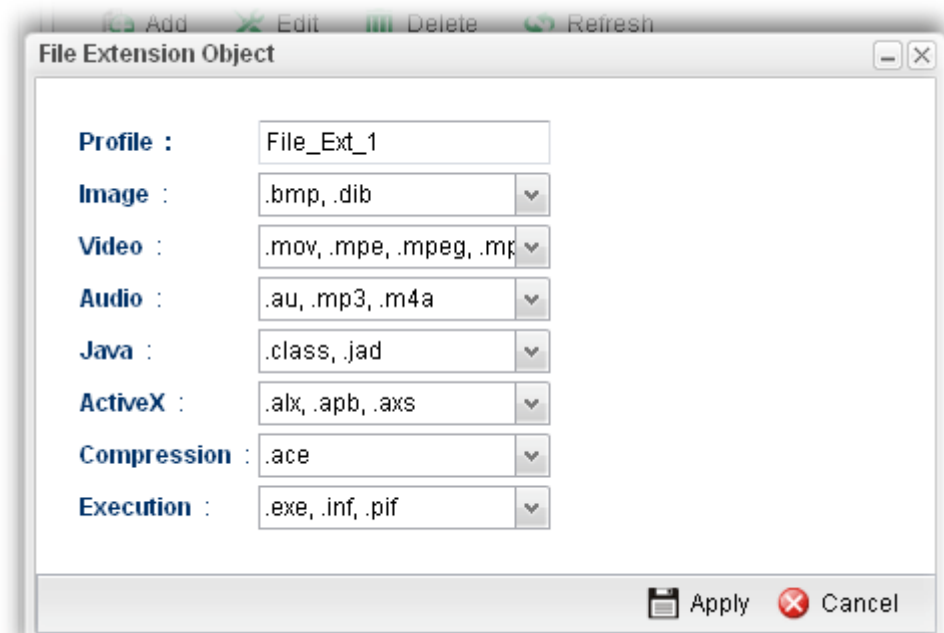 Add Edit Delete Refresh
File Extension Object
Profile : File_Ext_1
Image : .bmp, .dib
Video : .mov, .mpe, .mpeg, .mp
Audio : .au, .mp3, .m4a
Java : .class, .jad
ActiveX : .alx, .apb, .axs
Compression : .ace
Execution : .exe, .inf, .pif
Apply Cancel